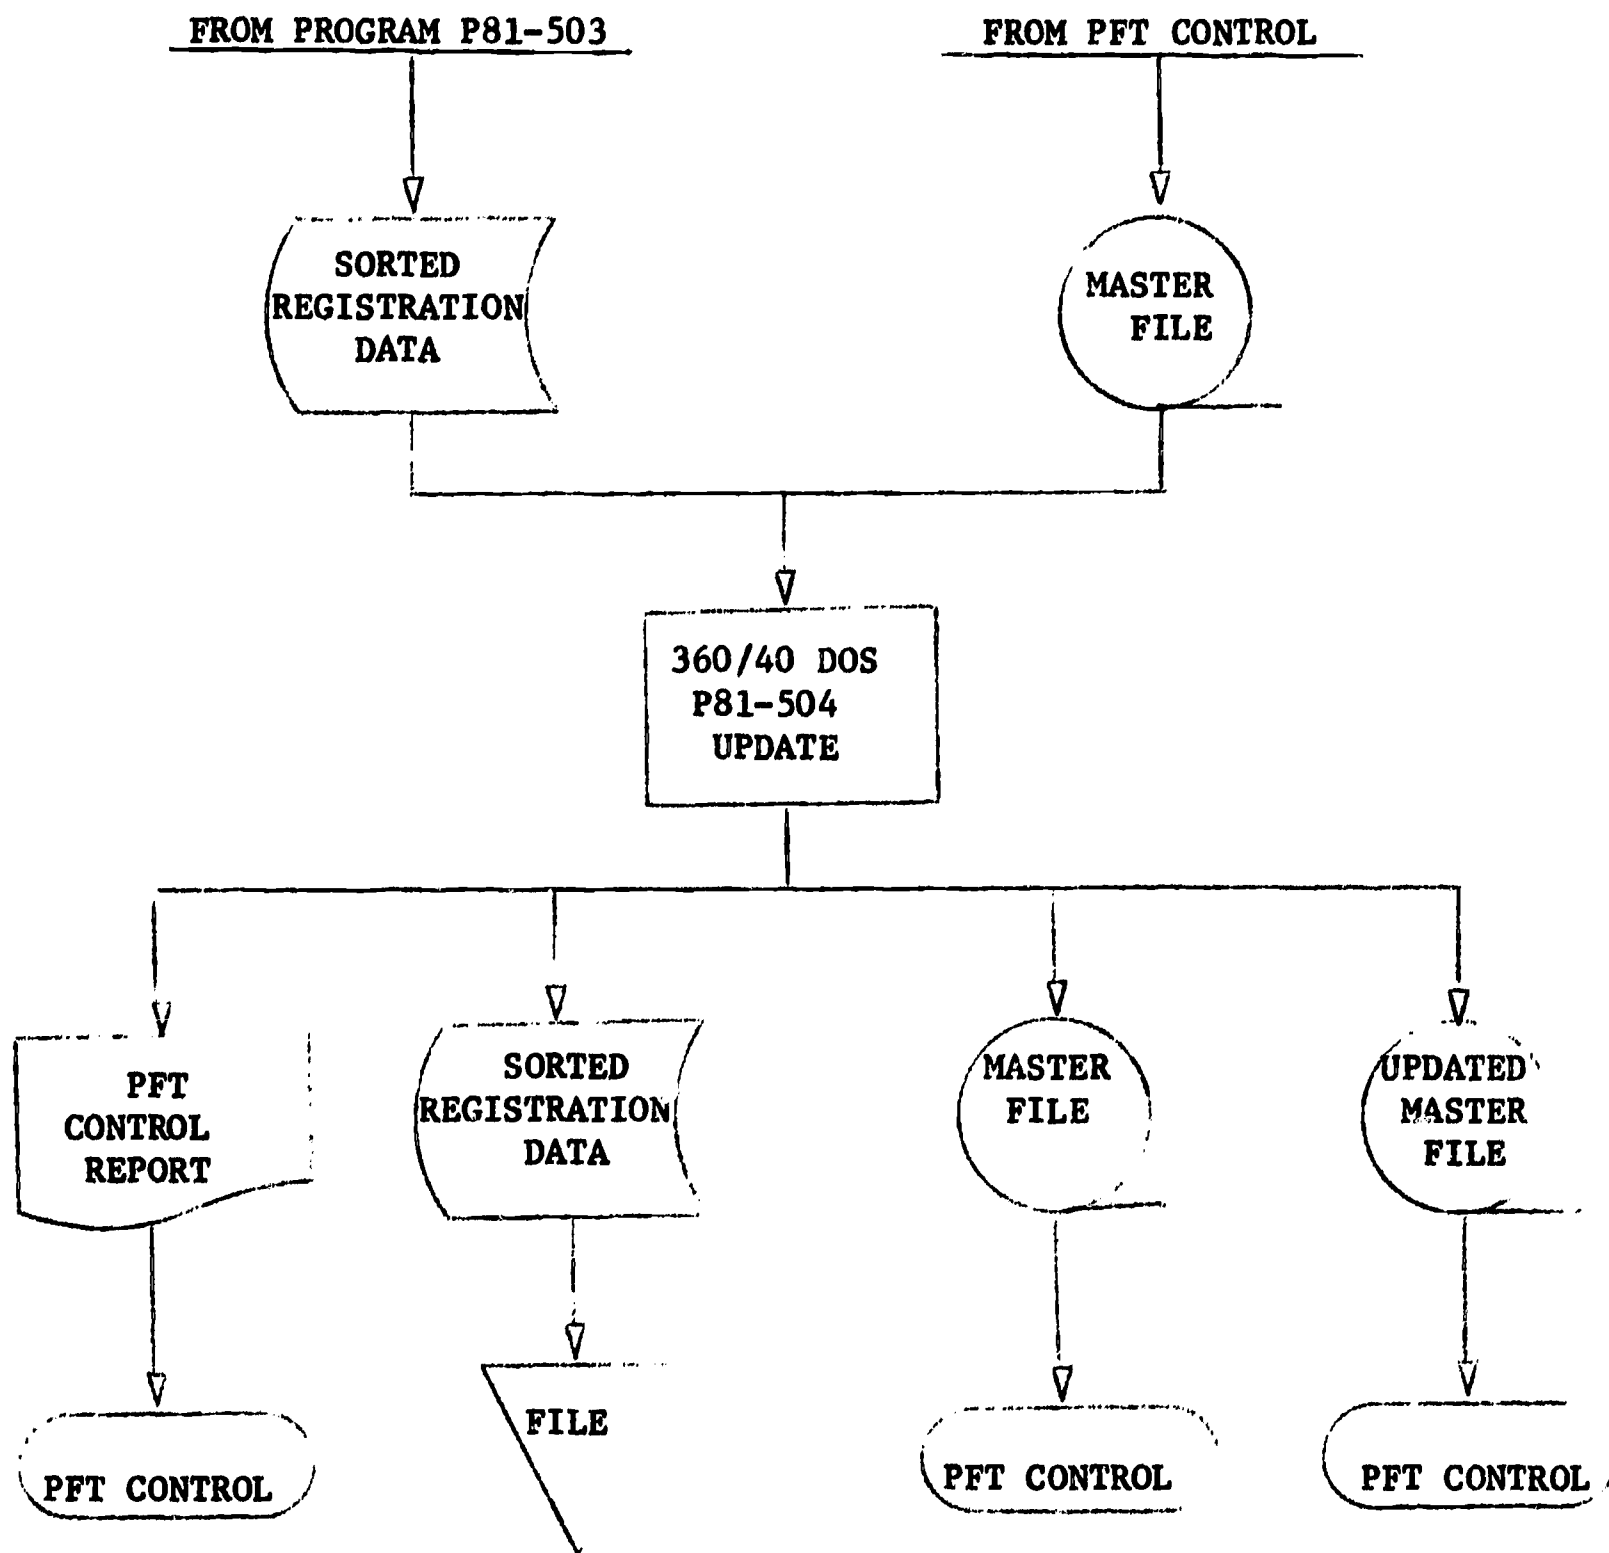 FROM PROGRAM P81-503
FROM PFT CONTROL
SORTED
REGISTRATION
DATA
MASTER
FILE
360/40 DOS
P81-504
UPDATE
PFT
CONTROL
REPORT
SORTED
REGISTRATION
DATA
MASTER
FILE
UPDATED
MASTER
FILE
PFT CONTROL
FILE
PFT CONTROL
PFT CONTROL